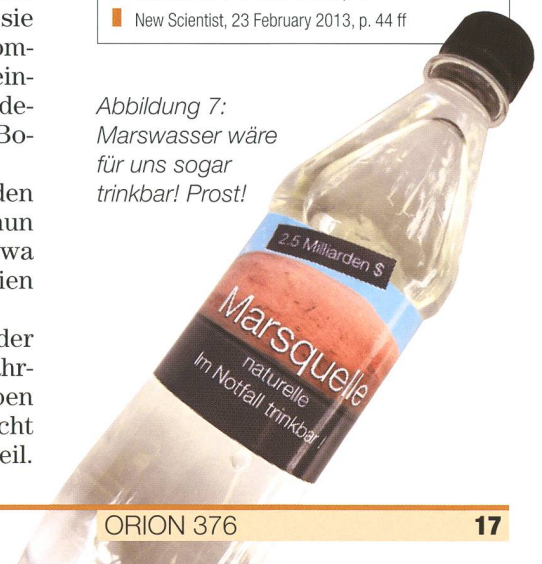 sie
om-
ein-
de-
Bo-
den
nun
wa
ien
der
hr-
ben
cht
eil.
New Scientist, 23 February 2013, p. 44 ff
Abbildung 7:
Marswasser wäre
für uns sogar
trinkbar! Prost!
2.5 Milliarden $
Marsquelle
naturelle
Im Notfall trinkbar!
ORION 376
17